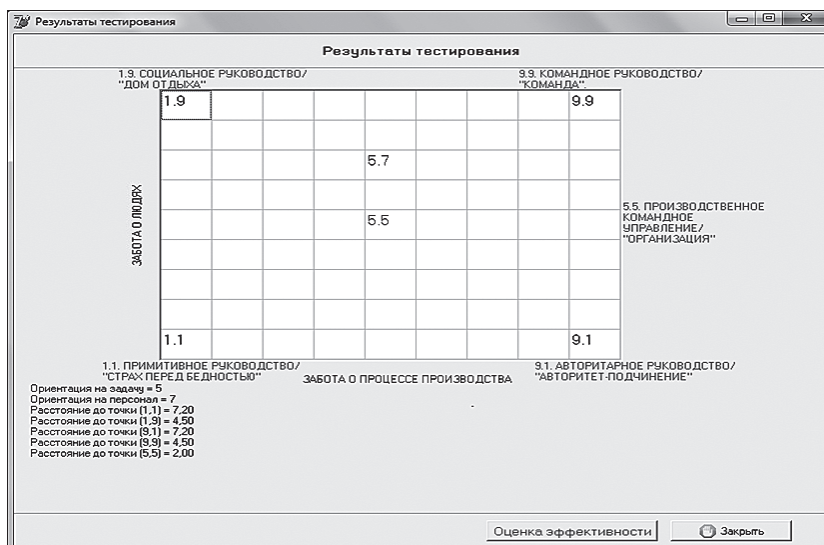 Результаты тестирования
Результаты тестирования
1.9. СОЦИАЛЬНОЕ РУКОВОДСТВО/
"ДОМ ОТДЫХА"
9.9. КОМАНДНОЕ РУКОВОДСТВО/
"КОМАНДА".
1.9
9.9
5.7
5.5
1.1
9.1
ЗАБОТА О ЛЮДЯХ
5.5. ПРОИЗВОДСТВЕННОЕ
КОМАНДНОЕ
УПРАВЛЕНИЕ/
"ОРГАНИЗАЦИЯ"
1.1. ПРИМИТИВНОЕ РУКОВОДСТВО/
"СТРАХ ПЕРЕД БЕДНОСТЬЮ"
ЗАБОТА О ПРОЦЕССЕ ПРОИЗВОДСТВА
9.1. АВТОРИТАРНОЕ РУКОВОДСТВО/
"АВТОРИТЕТ-ПОДЧИНЕНИЕ"
Ориентация на задачу = 5
Ориентация на персонал = 7
Расстояние до точки (1,1) = 7,20
Расстояние до точки (1,9) = 4,50
Расстояние до точки (9,1) = 7,20
Расстояние до точки (9,9) = 4,50
Расстояние до точки (5,5) = 2,00
Оценка эффективности
Закрыть